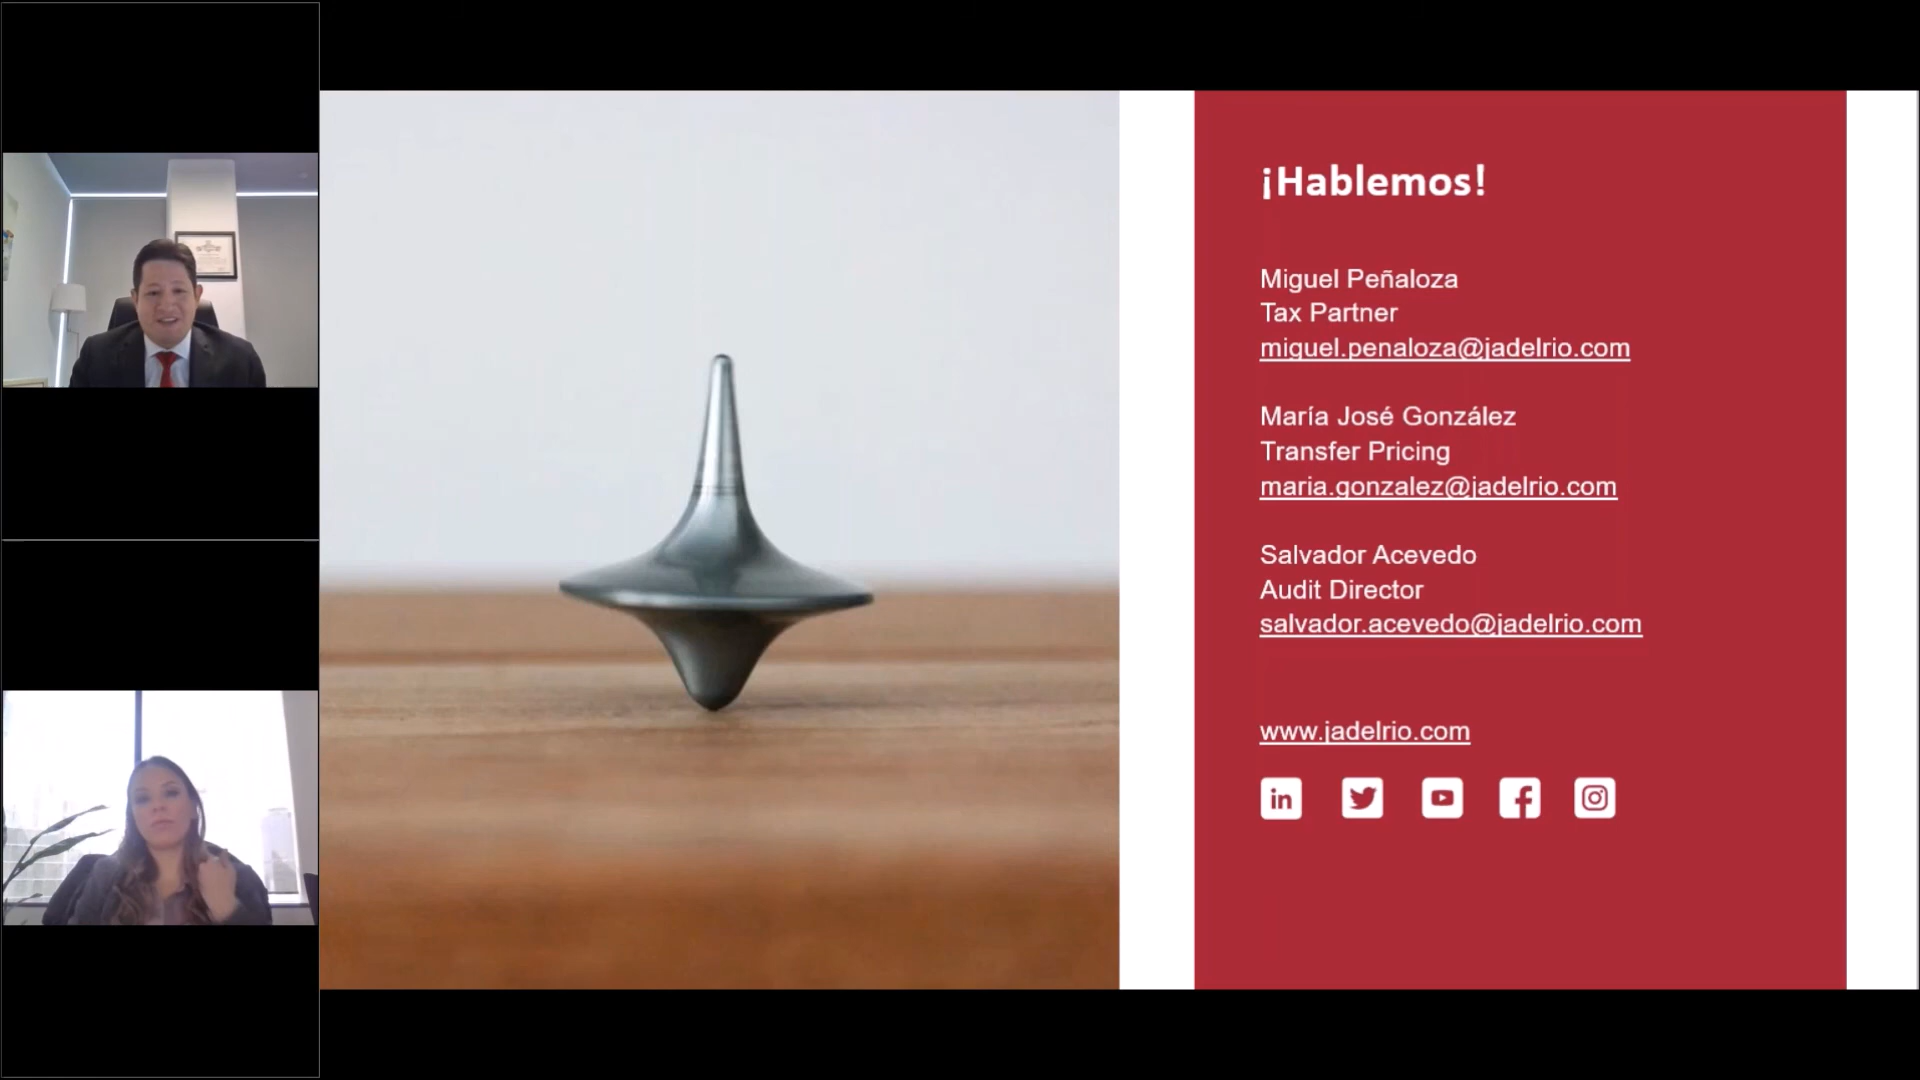 ¡Hablemos!
Miguel Peñaloza
Tax Partner
miguel.penaloza@jadelrio.com
María José González
Transfer Pricing
maria.gonzalez@jadelrio.com
Salvador Acevedo
Audit Director
salvador.acevedo@jadelrio.com
www.jadelrio.com
in